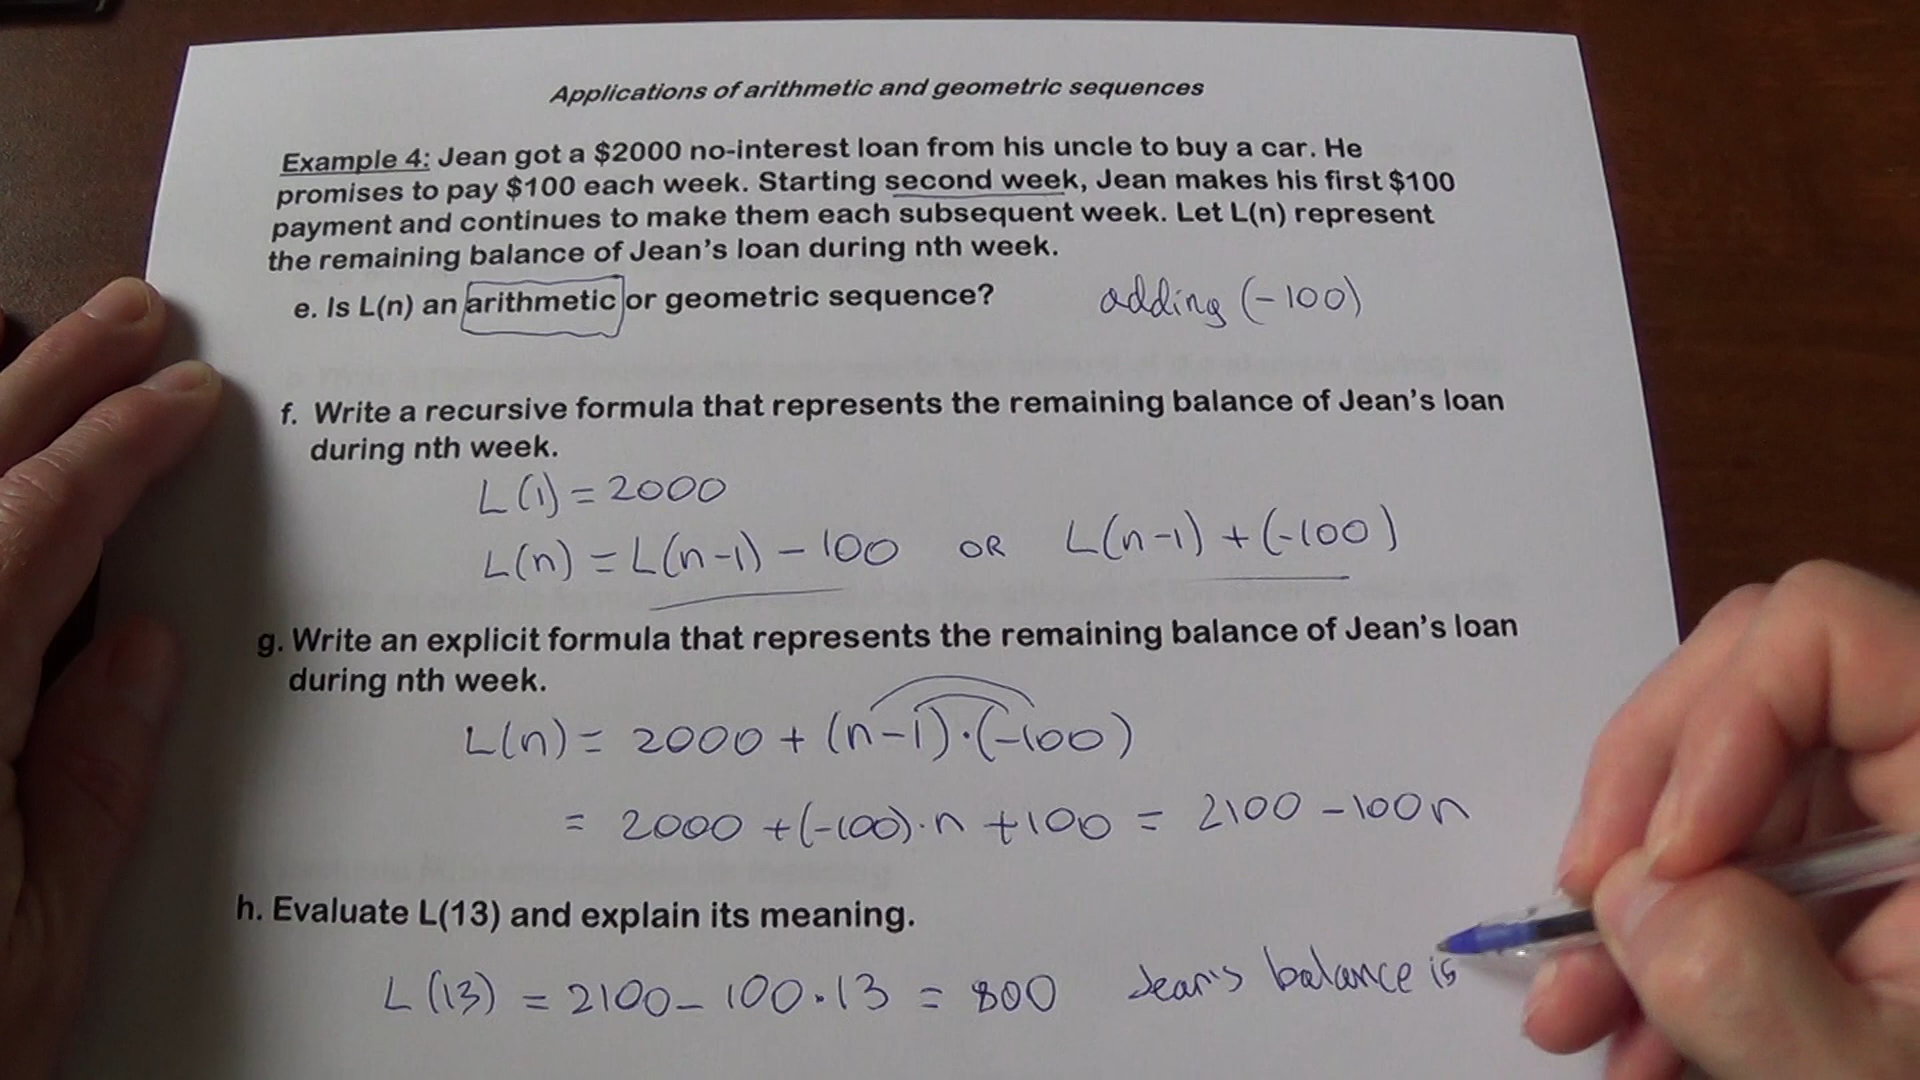 Applications of arithmetic and geometric sequences
Example 4: Jean got a $2000 no-interest loan from his uncle to buy a car. He
promises to pay $100 each week. Starting second week, Jean makes his first $100
payment and continues to make them each subsequent week. Let L(n) represent
the remaining balance of Jean's loan during nth week.
e. Is L(n) an arithmetic or geometric sequence? adding (-100)
f. Write a recursive formula that represents the remaining balance of Jean's loan
during nth week.
L(1) = 2000
L(n) = L(n-1) - 100 OR L(n-1) + (-100)
g. Write an explicit formula that represents the remaining balance of Jean's loan
during nth week.
L(n) = 2000 + (n-1)·(-100)
= 2000 + (-100)·n + 100 = 2100 - 100n
h. Evaluate L(13) and explain its meaning.
L(13) = 2100 - 100·13 = 800 Jean's balance is